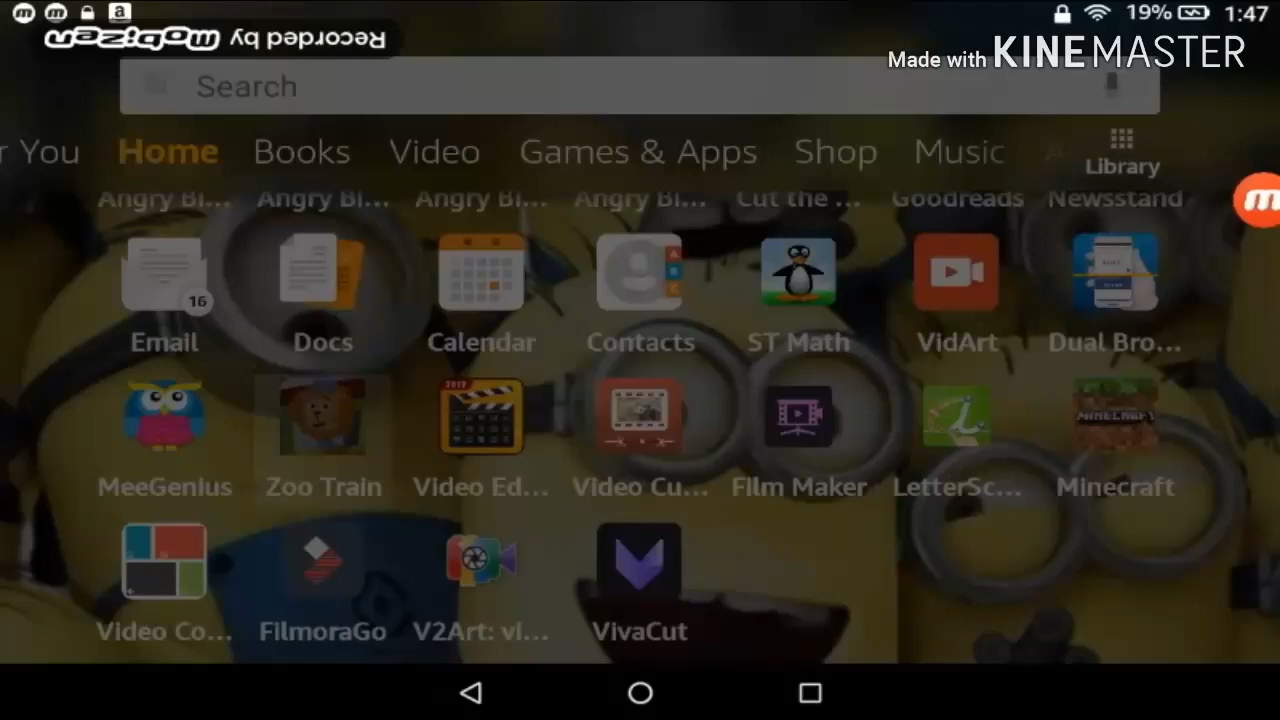 a 19% 1:47
Recorded by mobizen
Made with KINEMASTER
Search
r You Home Books Video Games & Apps Shop Music A Library
Angry Bi... Angry Bi... Angry Bi... Angry Bi... Cut the ... Goodreads Newsstand
16
Email Docs Calendar Contacts ST Math VidArt Dual Bro...
2019
MINECRAFT
MeeGenius Zoo Train Video Ed... Video Cu... Film Maker LetterSc... Minecraft
Video Co... FilmoraGo V2Art: vi... VivaCut